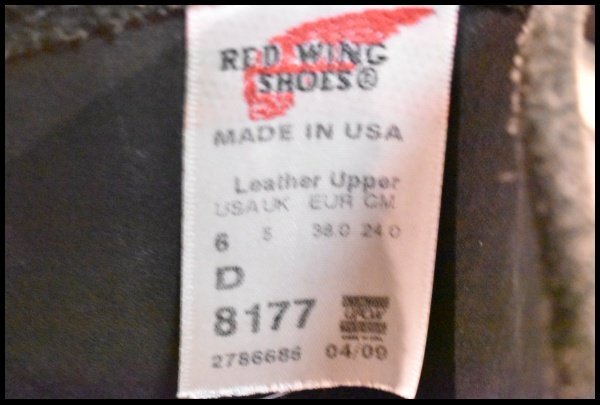 RED WING
SHOES®
MADE IN USA
Leather Upper
USA UK EUR CM
6 5 38.0 24.0
D
8177
2786686 04/09